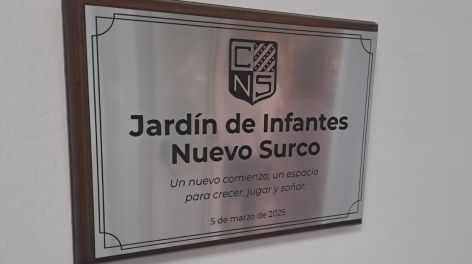 C
NS
Jardín de Infantes
Nuevo Surco
Un nuevo comienzo, un espacio
para crecer, jugar y soñar.
5 de marzo de 2025